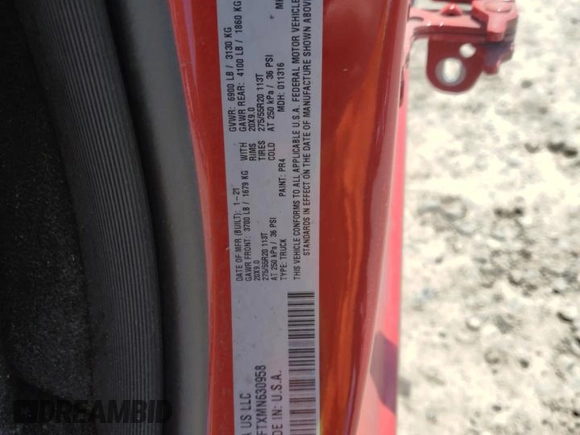 A US LLC
DATE OF MFR (BUILT): 1-21
GVWR: 6900 LB / 3130 KG
GAWR FRONT: 3700 LB / 1679 KG
WITH
GAWR REAR: 4100 LB / 1860 KG
20X9.0
RIMS
20X9.0
275/55R20 113T
TIRES
275/55R20 113T
AT 250 kPa / 36 PSI
COLD
AT 250 kPa / 36 PSI
TYPE: TRUCK
PAINT: PR4
MDH: 011316
THIS VEHICLE CONFORMS TO ALL APPLICABLE U.S.A. FEDERAL MOTOR VEHICLE
STANDARDS IN EFFECT ON THE DATE OF MANUFACTURE SHOWN ABOVE
FTXMN630958
DE IN U.S.A.
DREAMBID